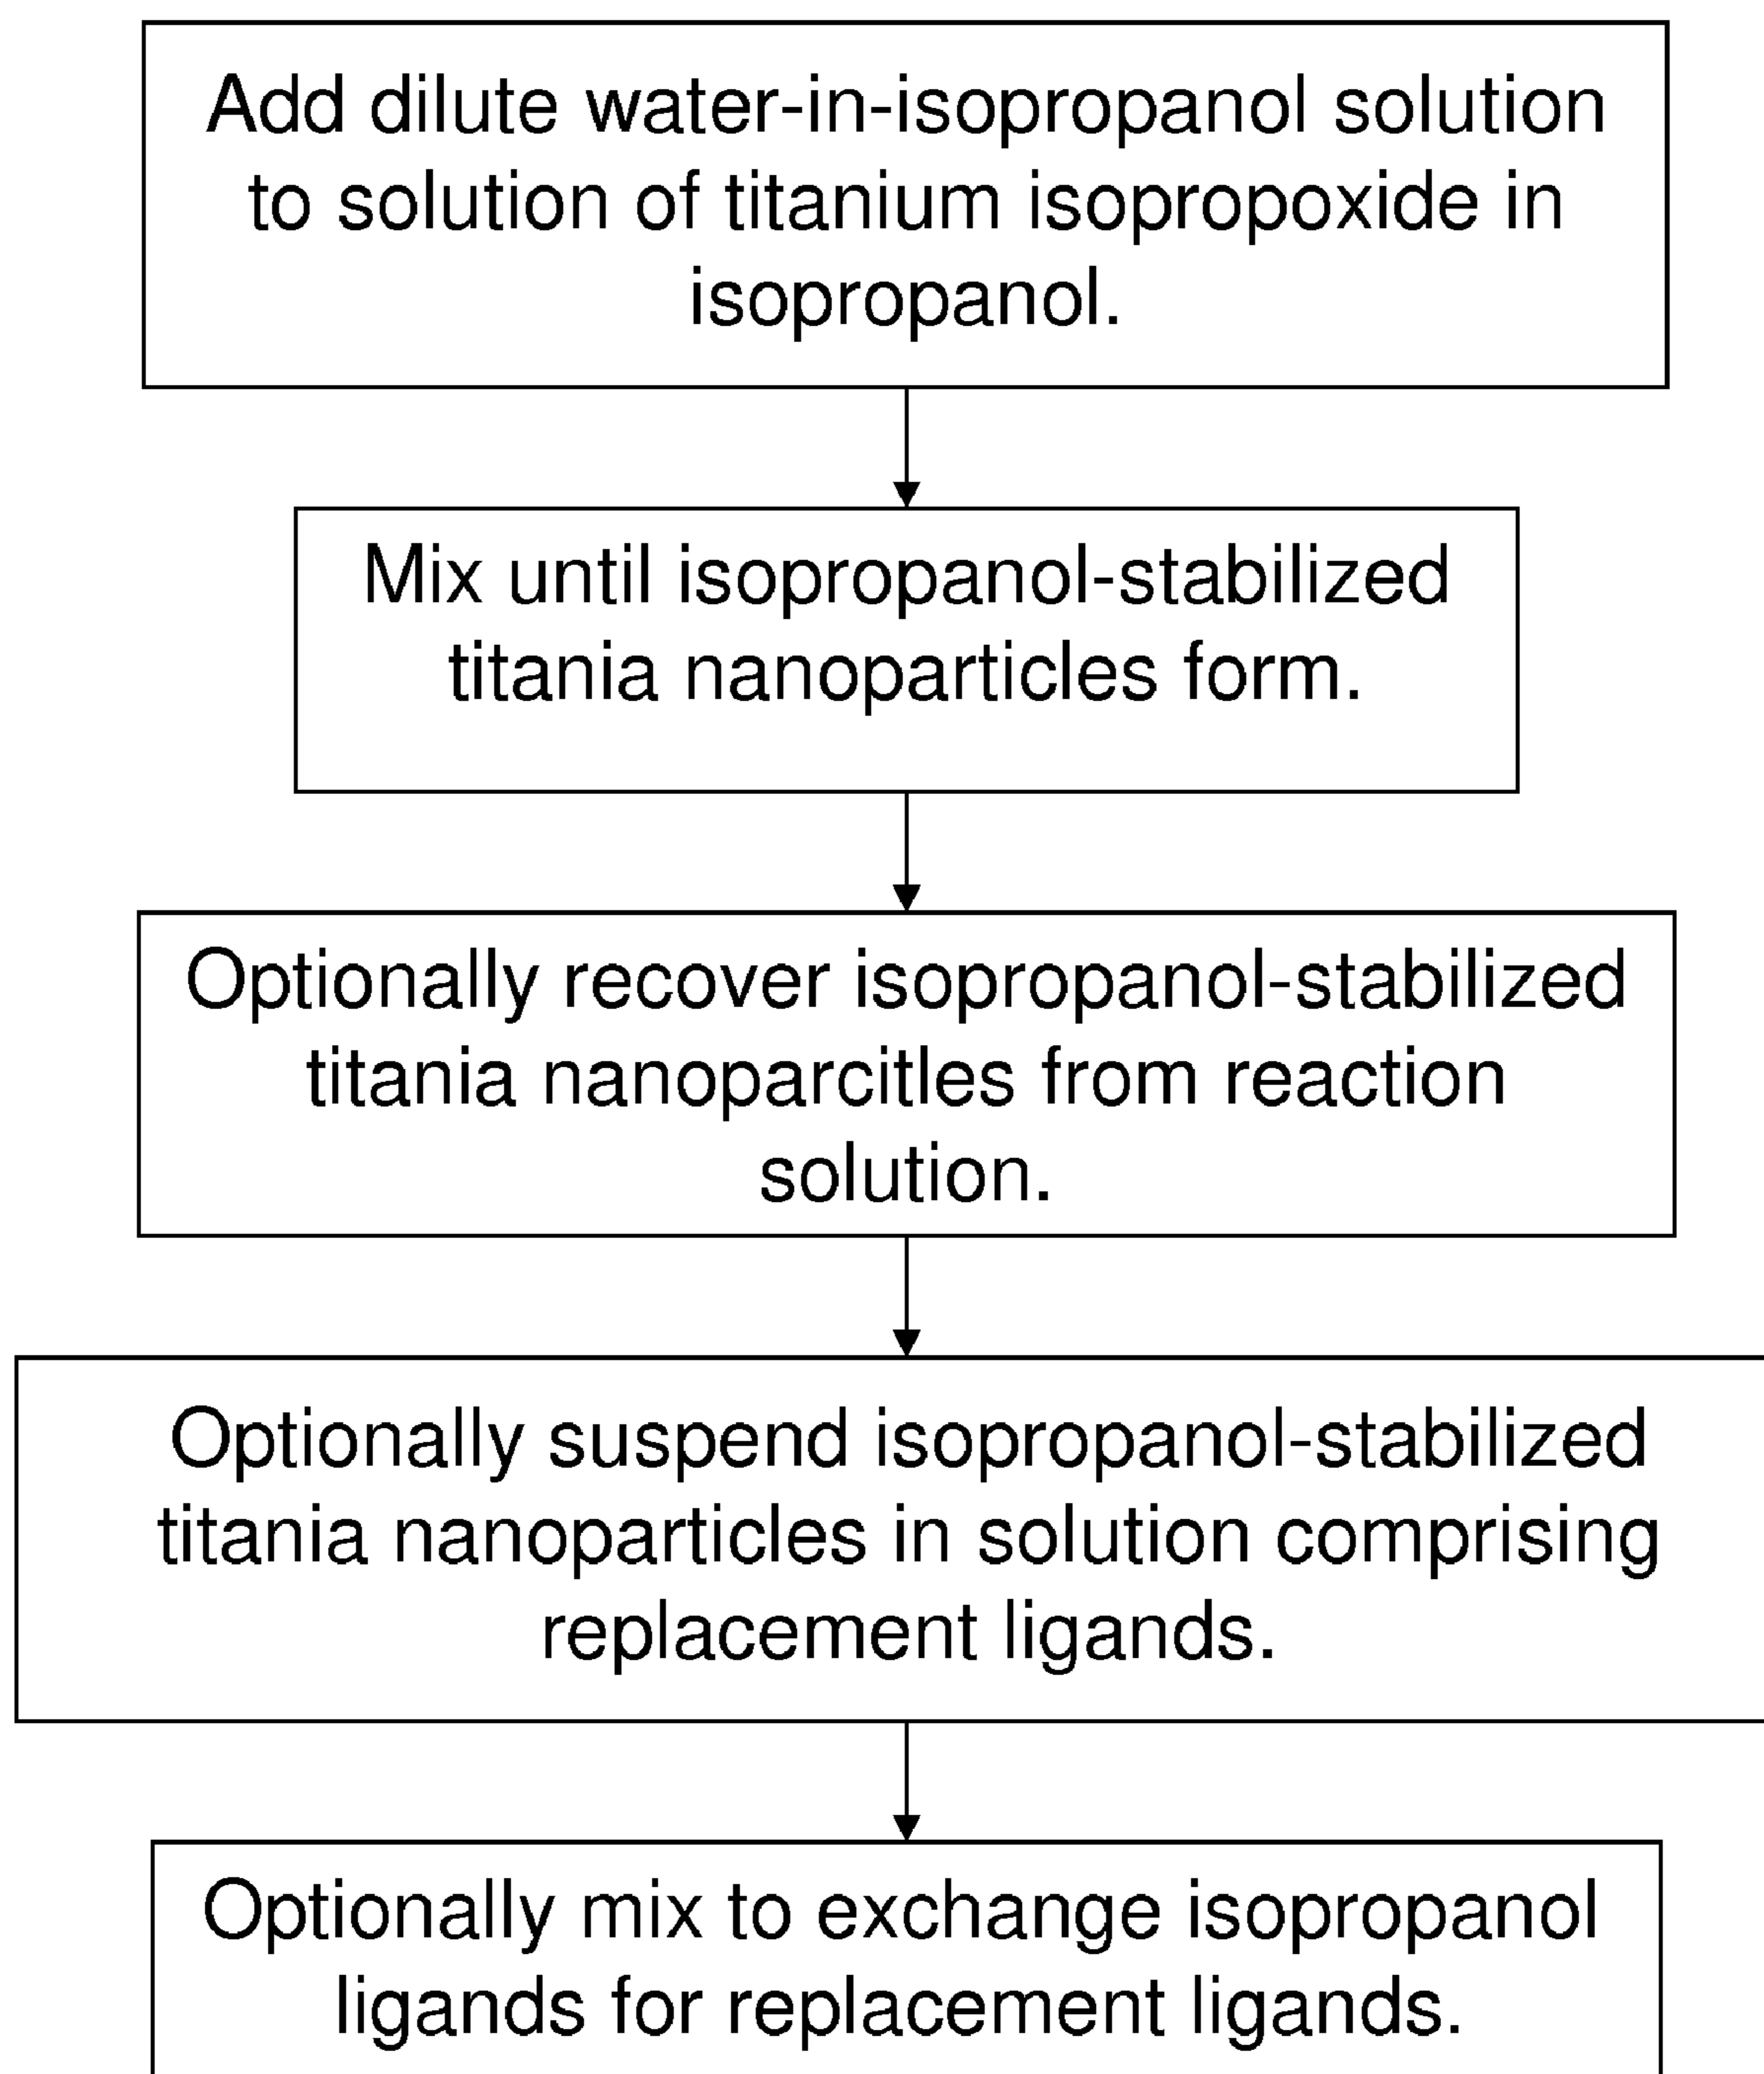 Add dilute water-in-isopropanol solution
to solution of titanium isopropoxide in
isopropanol.
Mix until isopropanol-stabilized
titania nanoparticles form.
Optionally recover isopropanol-stabilized
titania nanoparcitles from reaction
solution.
Optionally suspend isopropanol-stabilized
titania nanoparticles in solution comprising
replacement ligands.
Optionally mix to exchange isopropanol
ligands for replacement ligands.